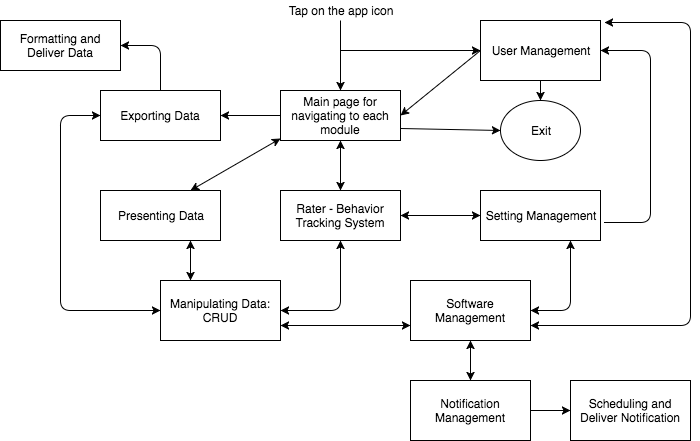 Tap on the app icon
Formatting and
Deliver Data
User Management
Exporting Data
Main page for
navigating to each
module
Exit
Presenting Data
Rater - Behavior
Tracking System
Setting Management
Manipulating Data:
CRUD
Software
Management
Notification
Management
Scheduling and
Deliver Notification